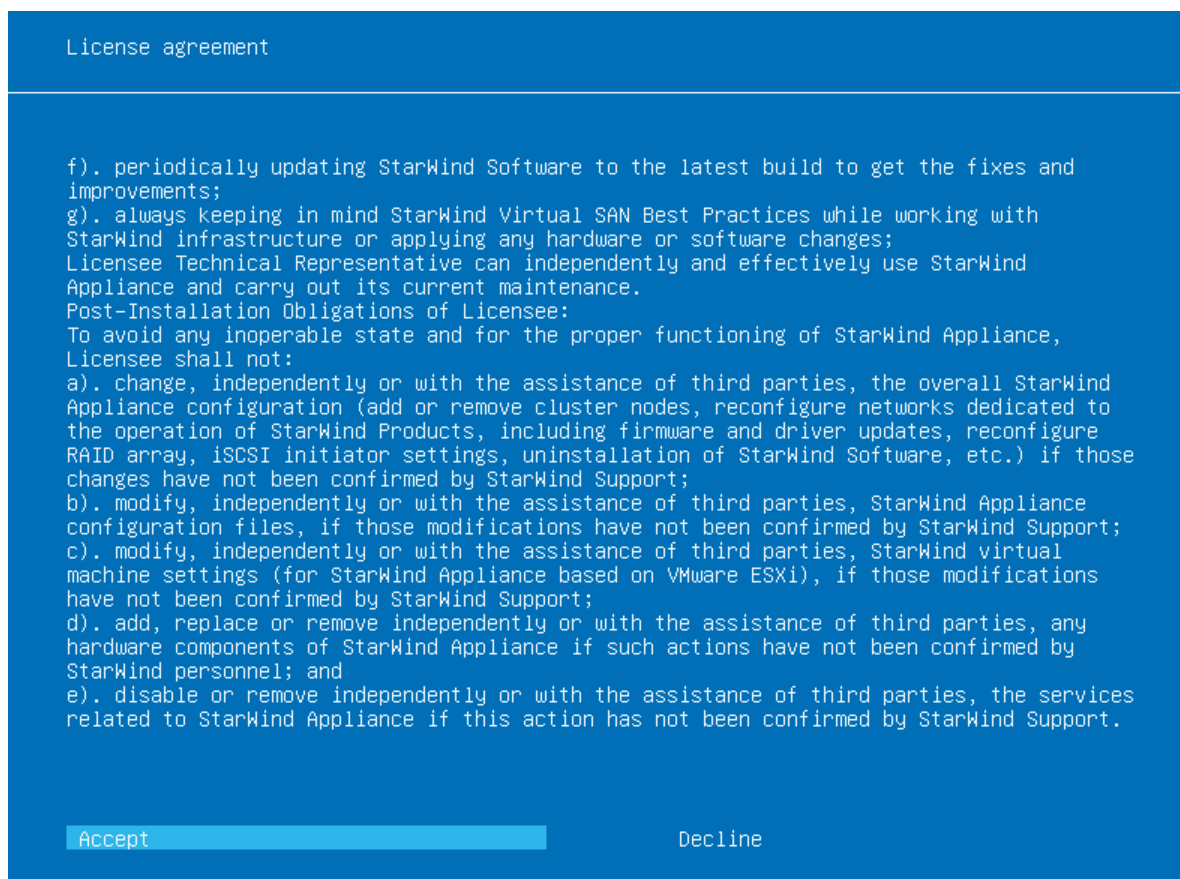 License agreement
f). periodically updating StarWind Software to the latest build to get the fixes and
improvements;
g). always keeping in mind StarWind Virtual SAN Best Practices while working with
StarWind infrastructure or applying any hardware or software changes;
Licensee Technical Representative can independently and effectively use StarWind
Appliance and carry out its current maintenance.
Post-Installation Obligations of Licensee:
To avoid any inoperable state and for the proper functioning of StarWind Appliance,
Licensee shall not:
a). change, independently or with the assistance of third parties, the overall StarWind
Appliance configuration (add or remove cluster nodes, reconfigure networks dedicated to
the operation of StarWind Products, including firmware and driver updates, reconfigure
RAID array, iSCSI initiator settings, uninstallation of StarWind Software, etc.) if those
changes have not been confirmed by StarWind Support;
b). modify, independently or with the assistance of third parties, StarWind Appliance
configuration files, if those modifications have not been confirmed by StarWind Support;
c). modify, independently or with the assistance of third parties, StarWind virtual
machine settings (for StarWind Appliance based on VMware ESXi), if those modifications
have not been confirmed by StarWind Support;
d). add, replace or remove independently or with the assistance of third parties, any
hardware components of StarWind Appliance if such actions have not been confirmed by
StarWind personnel; and
e). disable or remove independently or with the assistance of third parties, the services
related to StarWind Appliance if this action has not been confirmed by StarWind Support.
Accept Decline